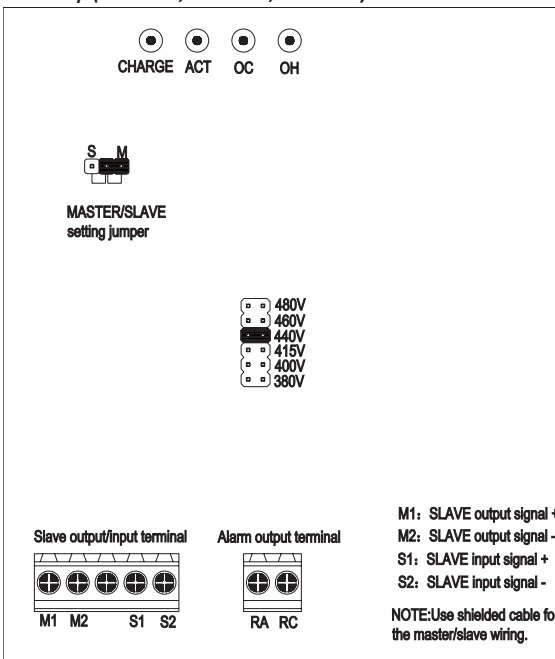 CHARGE ACT OC OH
S M
MASTER/SLAVE
setting jumper
480V
460V
440V
415V
400V
380V
M1: SLAVE output signal +
M2: SLAVE output signal -
S1: SLAVE input signal +
S2: SLAVE input signal -
NOTE:Use shielded cable fo
the master/slave wiring.
Slave output/input terminal
M1 M2 S1 S2
Alarm output terminal
RA RC